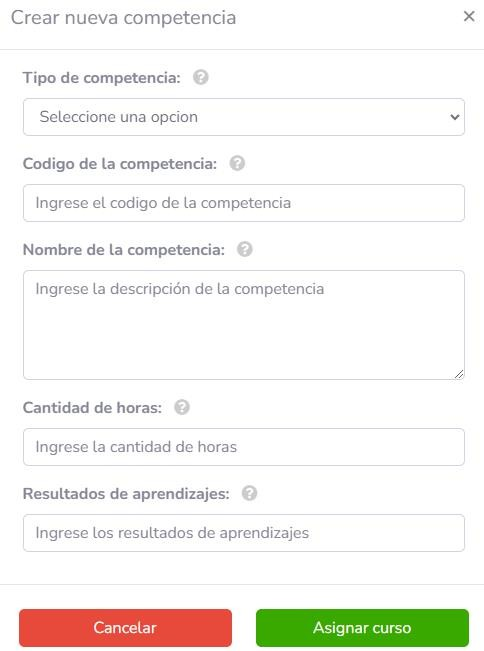 Crear nueva competencia ×
Tipo de competencia: ?
Seleccione una opcion
Codigo de la competencia: ?
Ingrese el codigo de la competencia
Nombre de la competencia: ?
Ingrese la descripción de la competencia
Cantidad de horas: ?
Ingrese la cantidad de horas
Resultados de aprendizajes: ?
Ingrese los resultados de aprendizajes
Cancelar Asignar curso